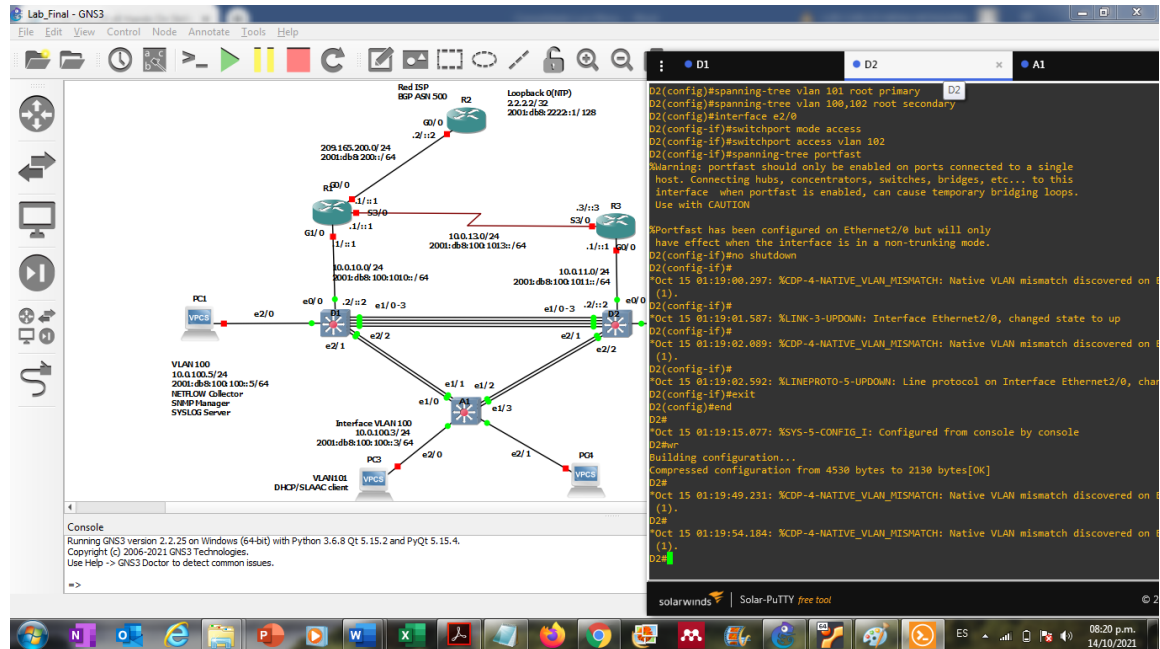 Lab_Final - GNS3
File Edit View Control Node Annotate Tools Help
Red ISP
BGP ASN 500
R2
Loopback 0(NTP)
2.2.2.2/ 32
2001: db8: 2222::1/ 128
G0/ 0
.2/ ::2
209.165.200.0/ 24
2001:db8:200::/ 64
R1
G0/ 0
.1/ ::1
S3/0
.1/::1
G1/ 0
.1/::1
10.0.13.0/24
2001:db8:100:1013::/64
.3/::3
R3
S3/ 0
.1/::1
G0/ 0
10.0.10.0/ 24
2001:db8:100:1010::/ 64
10.0.11.0/ 24
2001:db8:100:1011::/ 64
PC1
VPCS
e2/0
e0/0
.2/::2
e1/0-3
D1
e1/0-3
.2/::2
e0/0
D2
e2/1
e2/2
e2/1
e2/2
VLAN 100
10.0.100.5/24
2001:db8:100:100::5/64
NETFLOW Collector
SNMP Manager
SYSLOG Server
e1/1
e1/2
e1/0
A1
e1/3
Interface VLAN 100
10.0.100.3/ 24
2001:db8:100:100::3/ 64
e2/0
e2/1
PC3
VPCS
VLAN101
DHCP/SLAAC client
PC4
VPCS
Console
Running GNS3 version 2.2.25 on Windows (64-bit) with Python 3.6.8 Qt 5.15.2 and PyQt 5.15.4.
Copyright (c) 2006-2021 GNS3 Technologies.
Use Help -> GNS3 Doctor to detect common issues.
=>
D1
D2
A1
D2
D2(config)#spanning-tree vlan 101 root primary
D2(config)#spanning-tree vlan 100,102 root secondary
D2(config)#interface e2/0
D2(config-if)#switchport mode access
D2(config-if)#switchport access vlan 102
D2(config-if)#spanning-tree portfast
%Warning: portfast should only be enabled on ports connected to a single
host. Connecting hubs, concentrators, switches, bridges, etc... to this
interface when portfast is enabled, can cause temporary bridging loops.
Use with CAUTION
%Portfast has been configured on Ethernet2/0 but will only
have effect when the interface is in a non-trunking mode.
D2(config-if)#no shutdown
D2(config-if)#
*Oct 15 01:19:00.297: %CDP-4-NATIVE_VLAN_MISMATCH: Native VLAN mismatch discovered on
(1).
D2(config-if)#
*Oct 15 01:19:01.587: %LINK-3-UPDOWN: Interface Ethernet2/0, changed state to up
D2(config-if)#
*Oct 15 01:19:02.089: %CDP-4-NATIVE_VLAN_MISMATCH: Native VLAN mismatch discovered on
(1).
D2(config-if)#
*Oct 15 01:19:02.592: %LINEPROTO-5-UPDOWN: Line protocol on Interface Ethernet2/0, chan
D2(config-if)#exit
D2(config)#end
D2#
*Oct 15 01:19:15.077: %SYS-5-CONFIG_I: Configured from console by console
D2#wr
Building configuration...
Compressed configuration from 4530 bytes to 2130 bytes[OK]
D2#
*Oct 15 01:19:49.231: %CDP-4-NATIVE_VLAN_MISMATCH: Native VLAN mismatch discovered on
(1).
D2#
*Oct 15 01:19:54.184: %CDP-4-NATIVE_VLAN_MISMATCH: Native VLAN mismatch discovered on
(1).
D2#
solarwinds | Solar-PuTTY free tool
© 2
ES
08:20 p.m.
14/10/2021